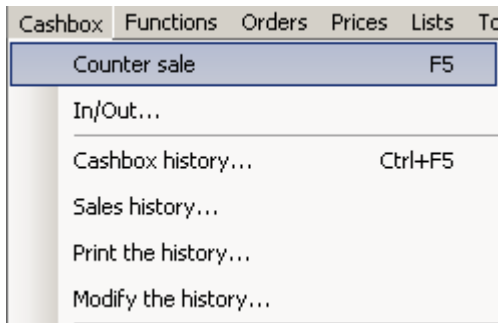 Cashbox Functions Orders Prices Lists
Counter sale F5
In/Out...
Cashbox history... Ctrl+F5
Sales history...
Print the history...
Modify the history...